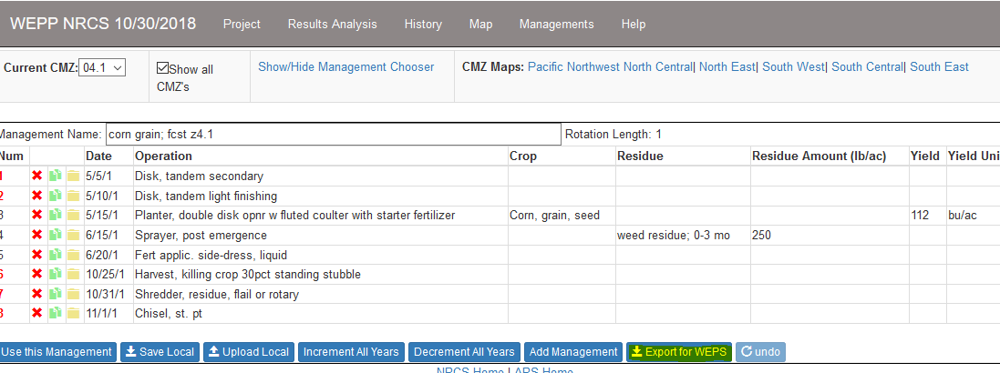 WEPP NRCS 10/30/2018 Project Results Analysis History Map Managements Help
Current CMZ: 04.1 Show all CMZ's Show/Hide Management Chooser CMZ Maps: Pacific Northwest North Central| North East| South West| South Central| South East
Management Name: corn grain; fcst z4.1 Rotation Length: 1
Num Date Operation Crop Residue Residue Amount (lb/ac) Yield Yield Uni
1 5/5/1 Disk, tandem secondary
2 5/10/1 Disk, tandem light finishing
3 5/15/1 Planter, double disk opnr w fluted coulter with starter fertilizer Corn, grain, seed 112 bu/ac
4 6/15/1 Sprayer, post emergence weed residue; 0-3 mo 250
5 6/20/1 Fert applic. side-dress, liquid
6 10/25/1 Harvest, killing crop 30pct standing stubble
7 10/31/1 Shredder, residue, flail or rotary
8 11/1/1 Chisel, st. pt
Use this Management Save Local Upload Local Increment All Years Decrement All Years Add Management Export for WEPS undo
NRCS Home | ARS Home